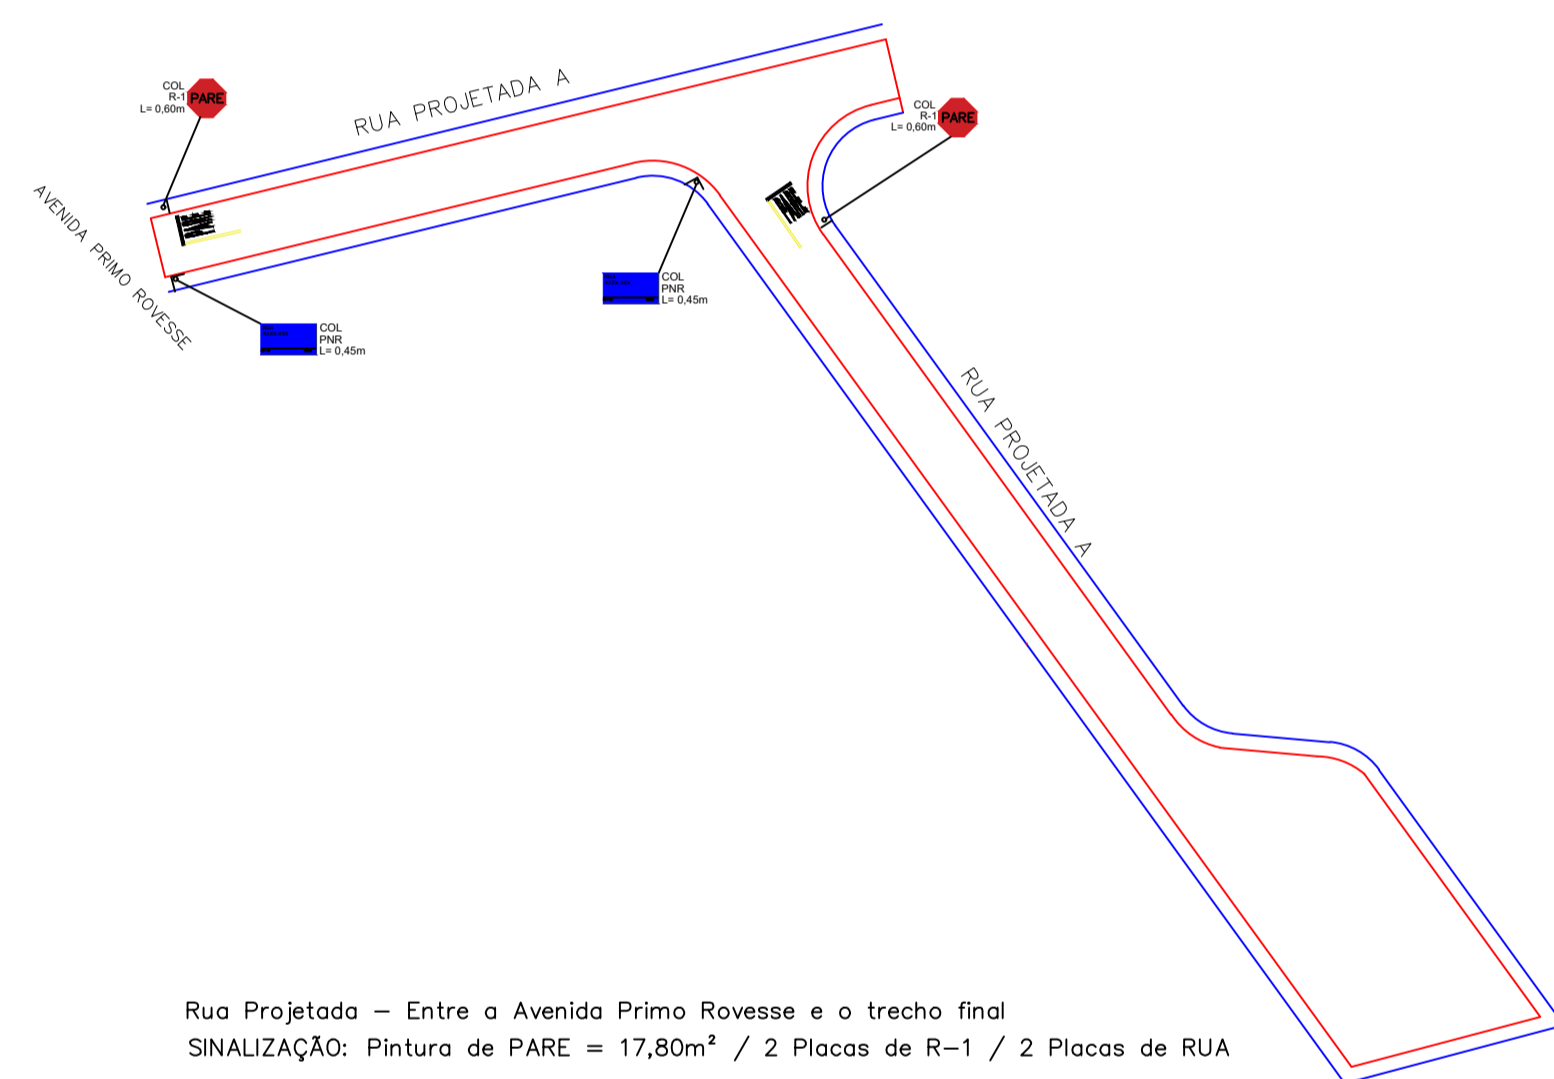 RUA PROJETADA A
COL
R-1
L= 0,60m
PARE
COL
R-1
L= 0,60m
PARE
AVENIDA PRIMO ROVESSE
COL
PNR
L= 0,45m
COL
PNR
L= 0,45m
PARE
RUA PROJETADA A
Rua Projetada – Entre a Avenida Primo Rovesse e o trecho final
SINALIZAÇÃO: Pintura de PARE = 17,80m² / 2 Placas de R-1 / 2 Placas de RUA